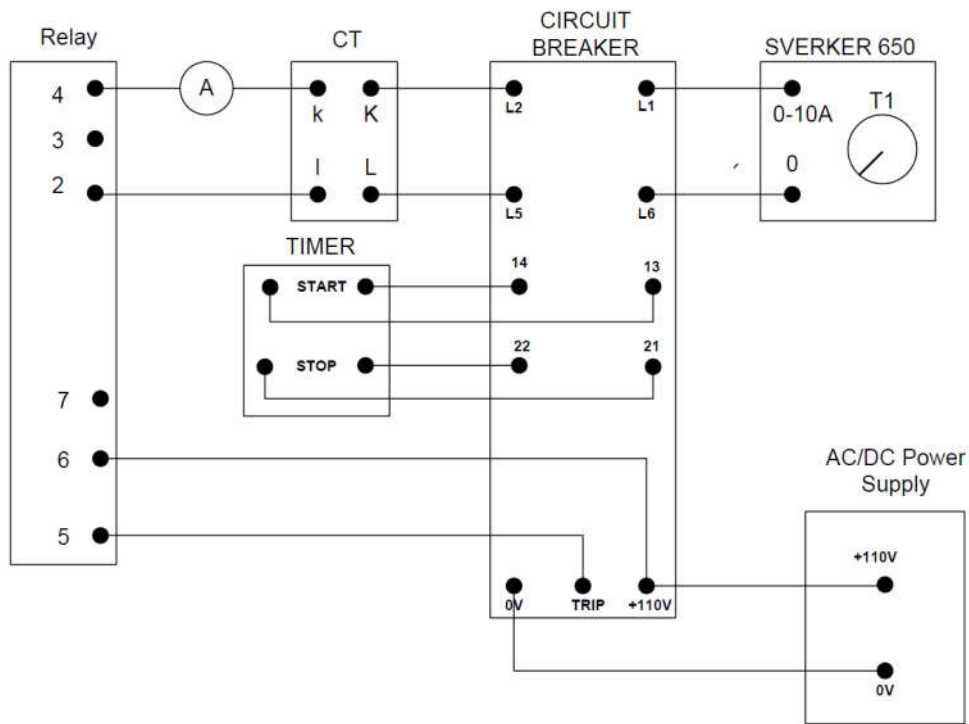 Relay
CT
CIRCUIT
BREAKER
SVERKER 650
4
A
k
K
L2
L1
0-10A
T1
3
2
l
L
L5
L6
0
TIMER
START
14
13
STOP
22
21
7
6
5
AC/DC Power
Supply
+110V
0V
TRIP
+110V
0V